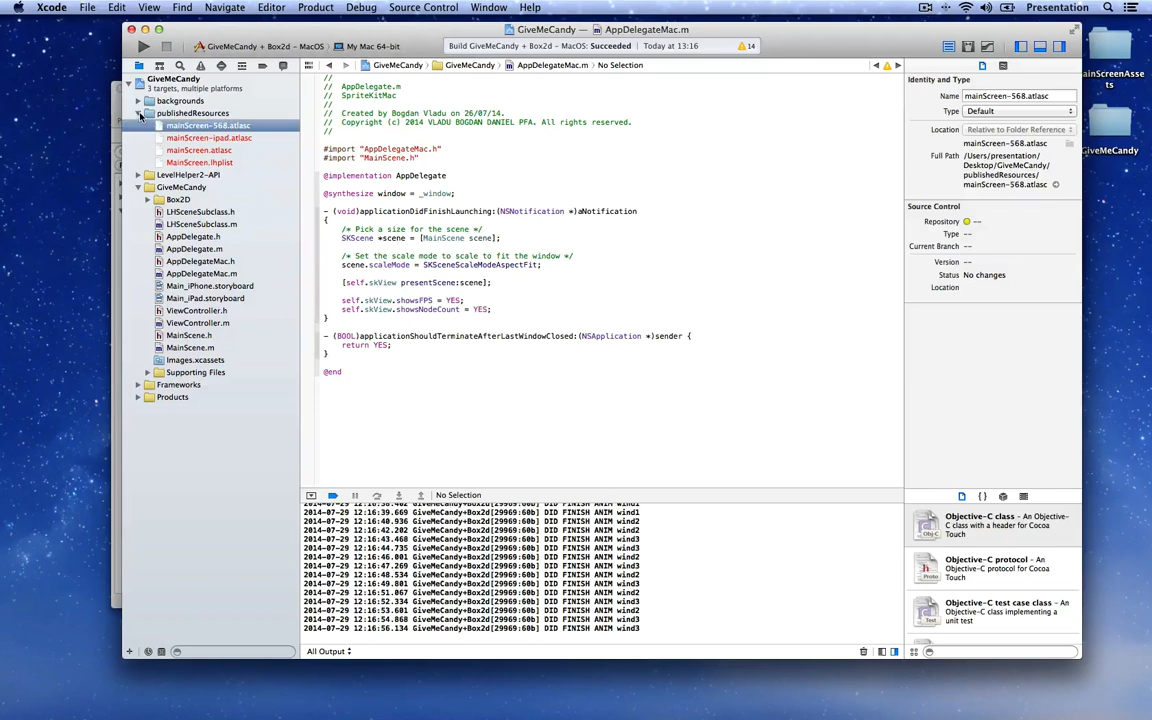 Xcode File Edit View Find Navigate Editor Product Debug Source Control Window Help Presentation
GiveMeCandy — AppDelegateMac.m
GiveMeCandy + Box2d – MacOS My Mac 64-bit
Build GiveMeCandy + Box2d – MacOS: Succeeded Today at 13:16 14
GiveMeCandy GiveMeCandy AppDelegateMac.m No Selection
GiveMeCandy
3 targets, multiple platforms
backgrounds
publishedResources
mainScreen-568.atlasc
mainScreen-ipad.atlasc
mainScreen.atlasc
MainScreen.lhplist
LevelHelper2-API
GiveMeCandy
Box2D
LHSceneSubclass.h
LHSceneSubclass.m
AppDelegate.h
AppDelegate.m
AppDelegateMac.h
AppDelegateMac.m
Main_iPhone.storyboard
Main_iPad.storyboard
ViewController.h
ViewController.m
MainScene.h
MainScene.m
Images.xcassets
Supporting Files
Frameworks
Products
//
// AppDelegate.m
// SpriteKitMac
//
// Created by Bogdan Vladu on 26/07/14.
// Copyright (c) 2014 VLADU BOGDAN DANIEL PFA. All rights reserved.
//
#import "AppDelegateMac.h"
#import "MainScene.h"
@implementation AppDelegate
@synthesize window = _window;
- (void)applicationDidFinishLaunching:(NSNotification *)aNotification
{
/* Pick a size for the scene */
SKScene *scene = [MainScene scene];
/* Set the scale mode to scale to fit the window */
scene.scaleMode = SKSceneScaleModeAspectFit;
[self.skView presentScene:scene];
self.skView.showsFPS = YES;
self.skView.showsNodeCount = YES;
}
- (BOOL)applicationShouldTerminateAfterLastWindowClosed:(NSApplication *)sender {
return YES;
}
@end
No Selection
2014-07-29 12:16:39.669 GiveMeCandy+Box2d[29969:60b] DID FINISH ANIM wind1
2014-07-29 12:16:40.936 GiveMeCandy+Box2d[29969:60b] DID FINISH ANIM wind2
2014-07-29 12:16:42.202 GiveMeCandy+Box2d[29969:60b] DID FINISH ANIM wind2
2014-07-29 12:16:43.468 GiveMeCandy+Box2d[29969:60b] DID FINISH ANIM wind3
2014-07-29 12:16:44.735 GiveMeCandy+Box2d[29969:60b] DID FINISH ANIM wind3
2014-07-29 12:16:46.001 GiveMeCandy+Box2d[29969:60b] DID FINISH ANIM wind2
2014-07-29 12:16:47.269 GiveMeCandy+Box2d[29969:60b] DID FINISH ANIM wind3
2014-07-29 12:16:48.534 GiveMeCandy+Box2d[29969:60b] DID FINISH ANIM wind2
2014-07-29 12:16:49.801 GiveMeCandy+Box2d[29969:60b] DID FINISH ANIM wind3
2014-07-29 12:16:51.067 GiveMeCandy+Box2d[29969:60b] DID FINISH ANIM wind2
2014-07-29 12:16:52.334 GiveMeCandy+Box2d[29969:60b] DID FINISH ANIM wind3
2014-07-29 12:16:53.601 GiveMeCandy+Box2d[29969:60b] DID FINISH ANIM wind2
2014-07-29 12:16:54.868 GiveMeCandy+Box2d[29969:60b] DID FINISH ANIM wind3
2014-07-29 12:16:56.134 GiveMeCandy+Box2d[29969:60b] DID FINISH ANIM wind3
All Output
Identity and Type
Name mainScreen-568.atlasc
Type Default
Location Relative to Folder Reference
mainScreen-568.atlasc
Full Path /Users/presentation/
Desktop/GiveMeCandy/
publishedResources/
mainScreen-568.atlasc
Source Control
Repository --
Type --
Current Branch --
Version --
Status No changes
Location
Objective-C class – An Objective-
C class with a header for Cocoa
Touch
Objective-C protocol – An
Objective-C protocol for Cocoa
Touch
Objective-C test case class – An
Objective-C class implementing a
unit test
GiveMeCandy